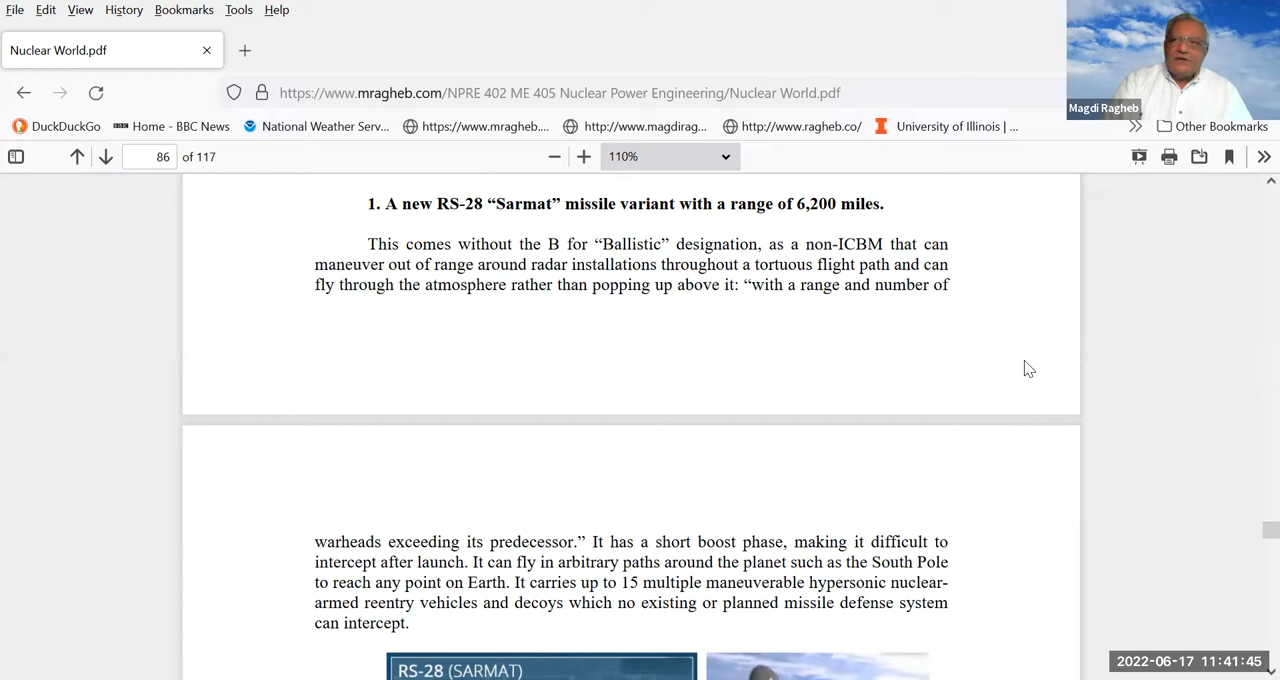 File Edit View History Bookmarks Tools Help
Nuclear World.pdf
https://www.mragheb.com/NPRE 402 ME 405 Nuclear Power Engineering/Nuclear World.pdf
Magdi Ragheb
DuckDuckGo BBC Home - BBC News National Weather Serv... https://www.mragheb.... http://www.magdirag... http://www.ragheb.co/ University of Illinois | ... Other Bookmarks
86 of 117 110%
1. A new RS-28 “Sarmat” missile variant with a range of 6,200 miles.
This comes without the B for “Ballistic” designation, as a non-ICBM that can
maneuver out of range around radar installations throughout a tortuous flight path and can
fly through the atmosphere rather than popping up above it: “with a range and number of
warheads exceeding its predecessor.” It has a short boost phase, making it difficult to
intercept after launch. It can fly in arbitrary paths around the planet such as the South Pole
to reach any point on Earth. It carries up to 15 multiple maneuverable hypersonic nuclear-
armed reentry vehicles and decoys which no existing or planned missile defense system
can intercept.
RS-28 (SARMAT)
2022-06-17 11:41:45